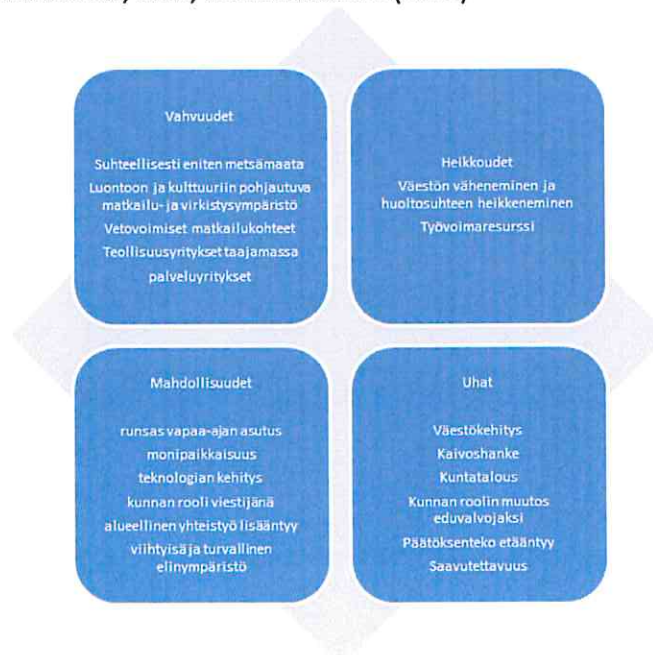 Vahvuudet
Suhteellisesti eniten metsämaata
Luontoon ja kulttuuriin pohjautuva
matkailu- ja virkistysympäristö
Vetovoimiset matkailukohteet
Teollisuusyritykset taajamassa
palveluyritykset
Heikkoudet
Väestön väheneminen ja
huoltosuhteen heikkeneminen
Työvoimaresurssi
Mahdollisuudet
runsas vapaa-ajan asutus
monipaikkaisuus
teknologian kehitys
kunnan rooli viestijänä
alueellinen yhteistyö lisääntyy
viihtyisä ja turvallinen
elinympäristö
Uhat
Väestökehitys
Kaivoshanke
Kuntatalous
Kunnan roolin muutos
eduvalvojaksi
Päätöksenteko etääntyy
Saavutettavuus